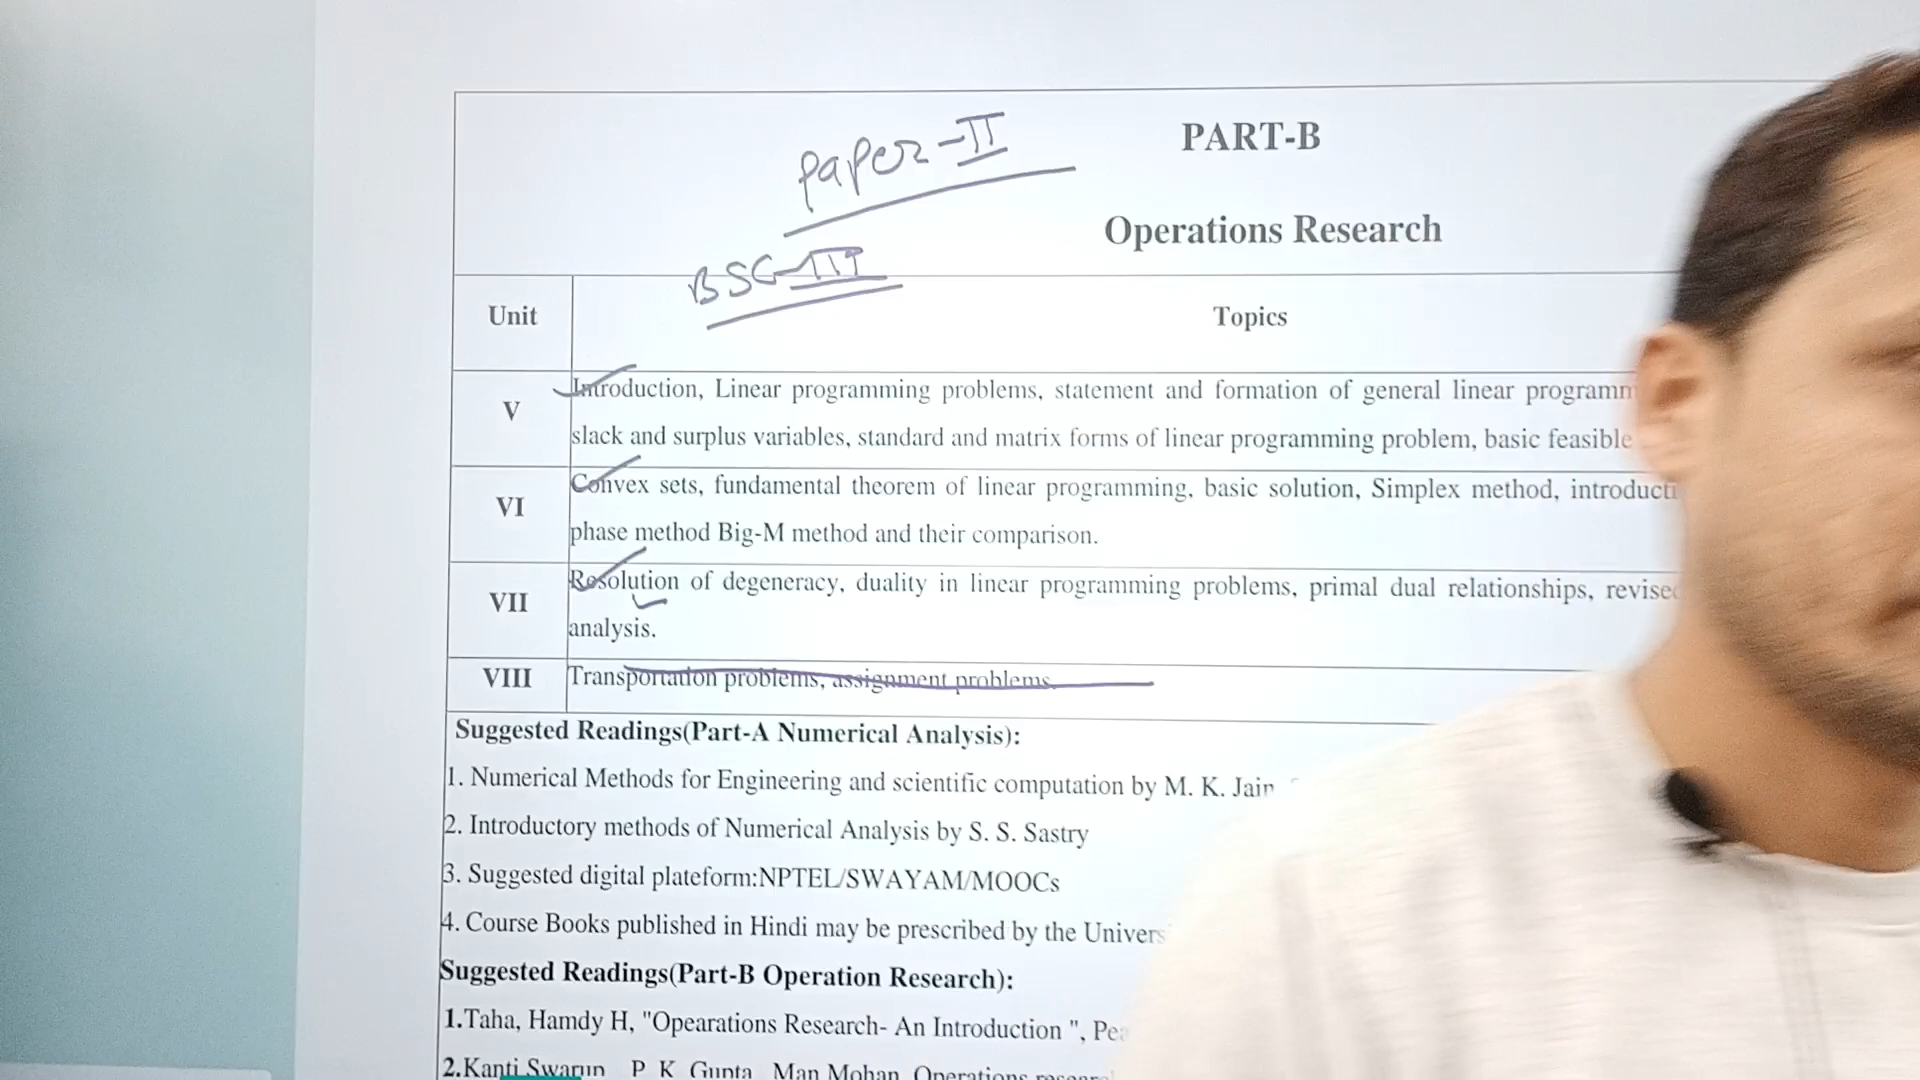 PART-B
Paper-II
Operations Research
BSC-III
Unit Topics
V Introduction, Linear programming problems, statement and formation of general linear
slack and surplus variables, standard and matrix forms of linear programming problem, basic feasible
VI Convex sets, fundamental theorem of linear programming, basic solution, Simplex method,
phase method Big-M method and their comparison.
VII Resolution of degeneracy, duality in linear programming problems, primal dual relationships,
analysis.
VIII Transportation problems, assignment problems.
Suggested Readings(Part-A Numerical Analysis):
1. Numerical Methods for Engineering and scientific computation by M. K. Jain
2. Introductory methods of Numerical Analysis by S. S. Sastry
3. Suggested digital plateform:NPTEL/SWAYAM/MOOCs
4. Course Books published in Hindi may be prescribed by the
Suggested Readings(Part-B Operation Research):
1.Taha, Hamdy H, "Opearations Research- An Introduction ",
2.Kanti Swarup P K Gupta Man Mohan Operations